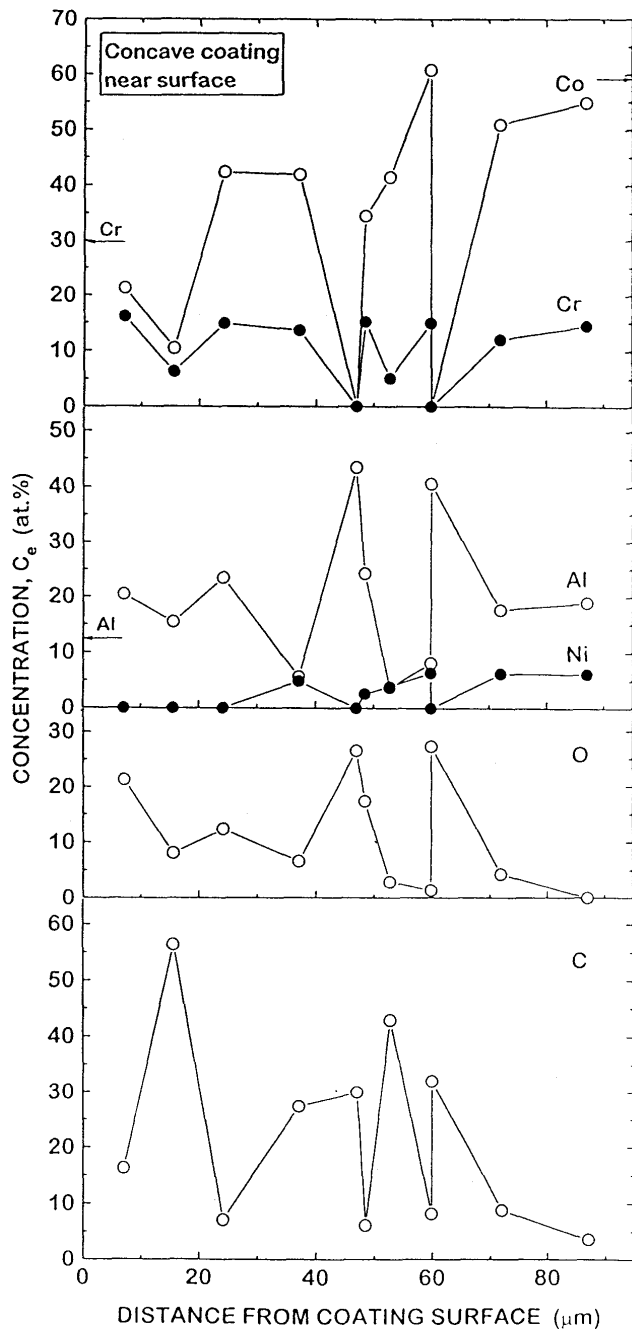 70
Concave coating
near surface
60
Co
50
40
Cr
30
20
Cr
10
0
50
40
30
20
Al
Al
10
Ni
0
30
O
20
10
0
60
C
50
40
30
20
10
0
0 20 40 60 80
CONCENTRATION, Ce (at.%)
DISTANCE FROM COATING SURFACE (μm)